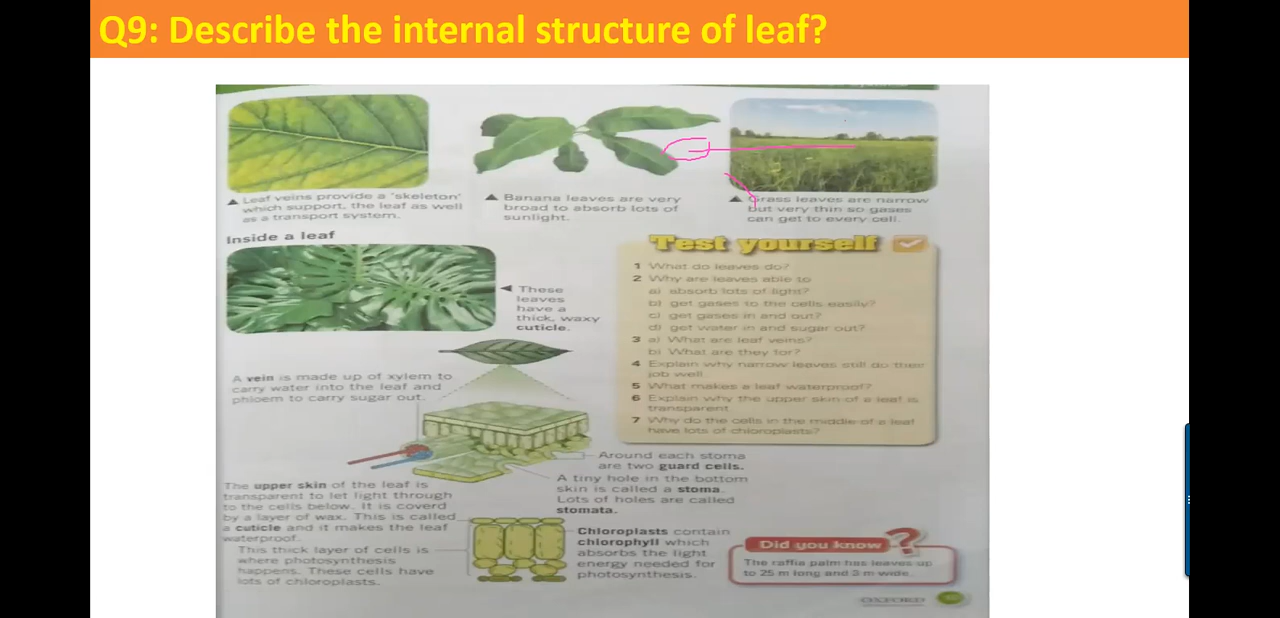 Q9: Describe the internal structure of leaf?
Leaf veins provide a 'skeleton'
which support, the leaf as well
as a transport system.
Banana leaves are very
broad to absorb lots of
sunlight.
Grass leaves are narrow
but very thin so gases
can get to every cell.
Inside a leaf
These
leaves
have a
thick, waxy
cuticle.
A vein is made up of xylem to
carry water into the leaf and
phloem to carry sugar out.
Test yourself
1 What do leaves do?
2 Why are leaves able to
a) absorb lots of light?
b) get gases to the cells easily?
c) get gases in and out?
d) get water in and sugar out?
3 a) What are leaf veins?
b) What are they for?
4 Explain why narrow leaves still do their
job well.
5 What makes a leaf waterproof?
6 Explain why the upper skin of a leaf is
transparent.
7 Why do the cells in the middle of a leaf
have lots of chloroplasts?
Around each stoma
are two guard cells.
A tiny hole in the bottom
skin is called a stoma.
Lots of holes are called
stomata.
The upper skin of the leaf is
transparent to let light through
to the cells below. It is coverd
by a layer of wax. This is called
a cuticle and it makes the leaf
waterproof.
This thick layer of cells is
where photosynthesis
happens. These cells have
lots of chloroplasts.
Chloroplasts contain
chlorophyll which
absorbs the light
energy needed for
photosynthesis.
Did you know ?
The raffia palm has leaves up
to 25 m long and 3 m wide.
OXFORD